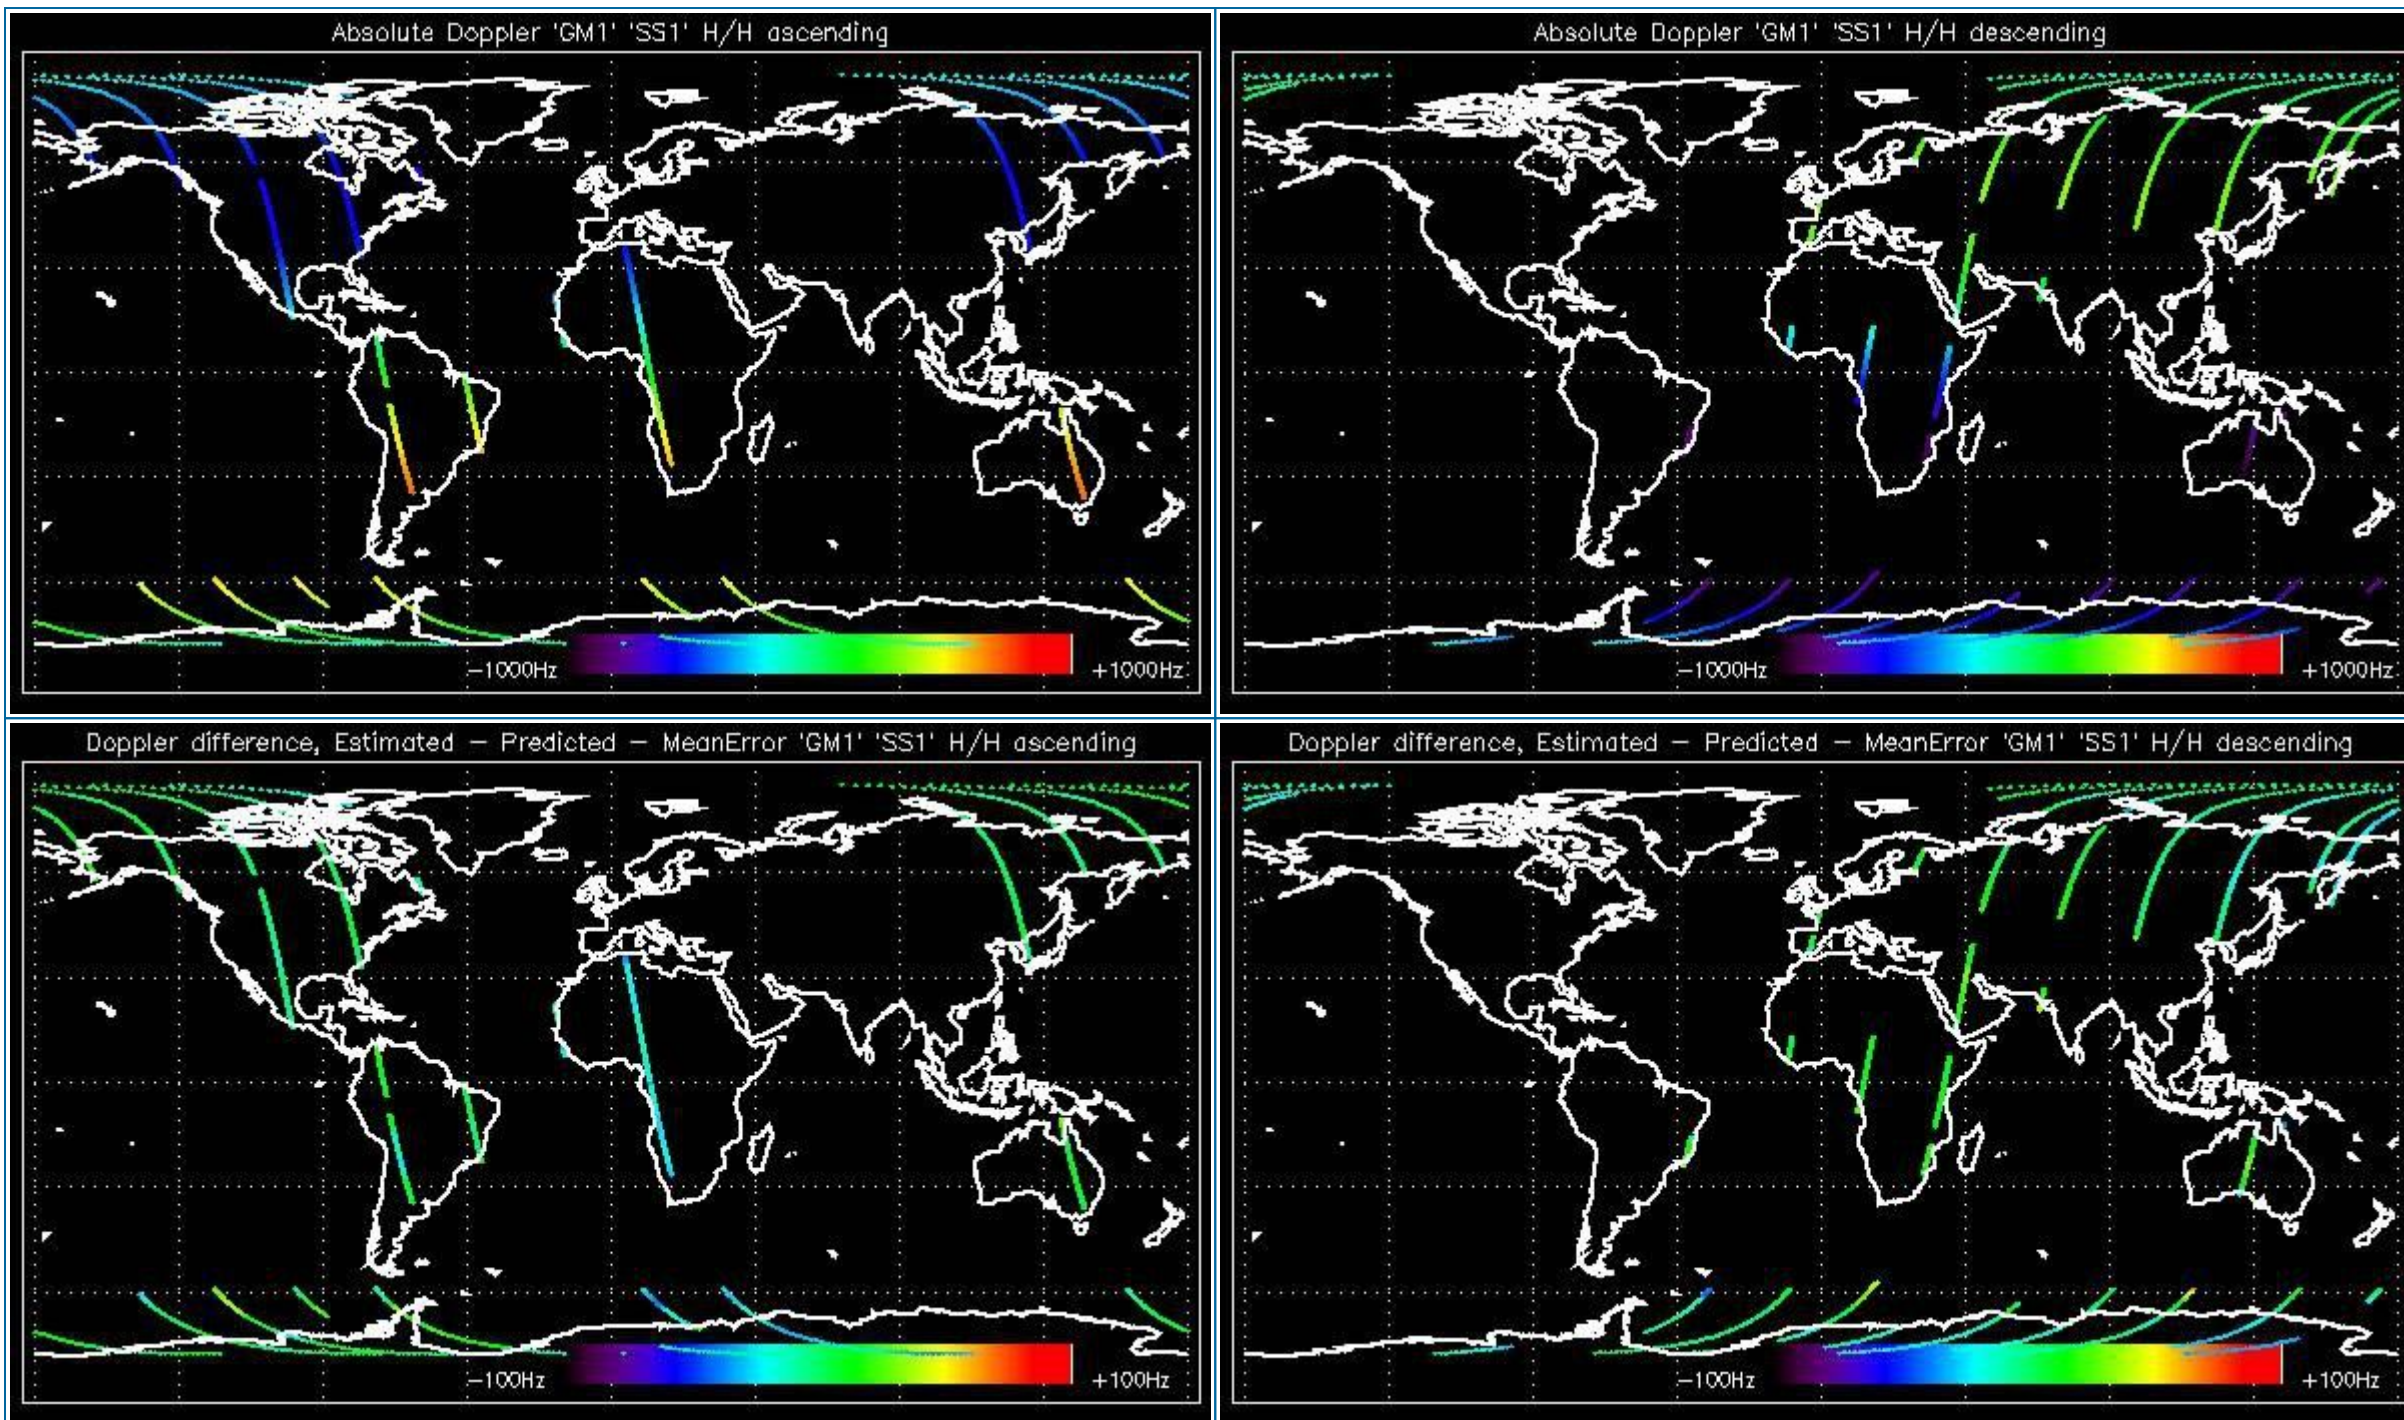 Absolute Doppler 'GM1' 'SS1' H/H ascending
-1000Hz
+1000Hz
Absolute Doppler 'GM1' 'SS1' H/H descending
-1000Hz
+1000Hz
Doppler difference, Estimated - Predicted - MeanError 'GM1' 'SS1' H/H ascending
-100Hz
+100Hz
Doppler difference, Estimated - Predicted - MeanError 'GM1' 'SS1' H/H descending
-100Hz
+100Hz